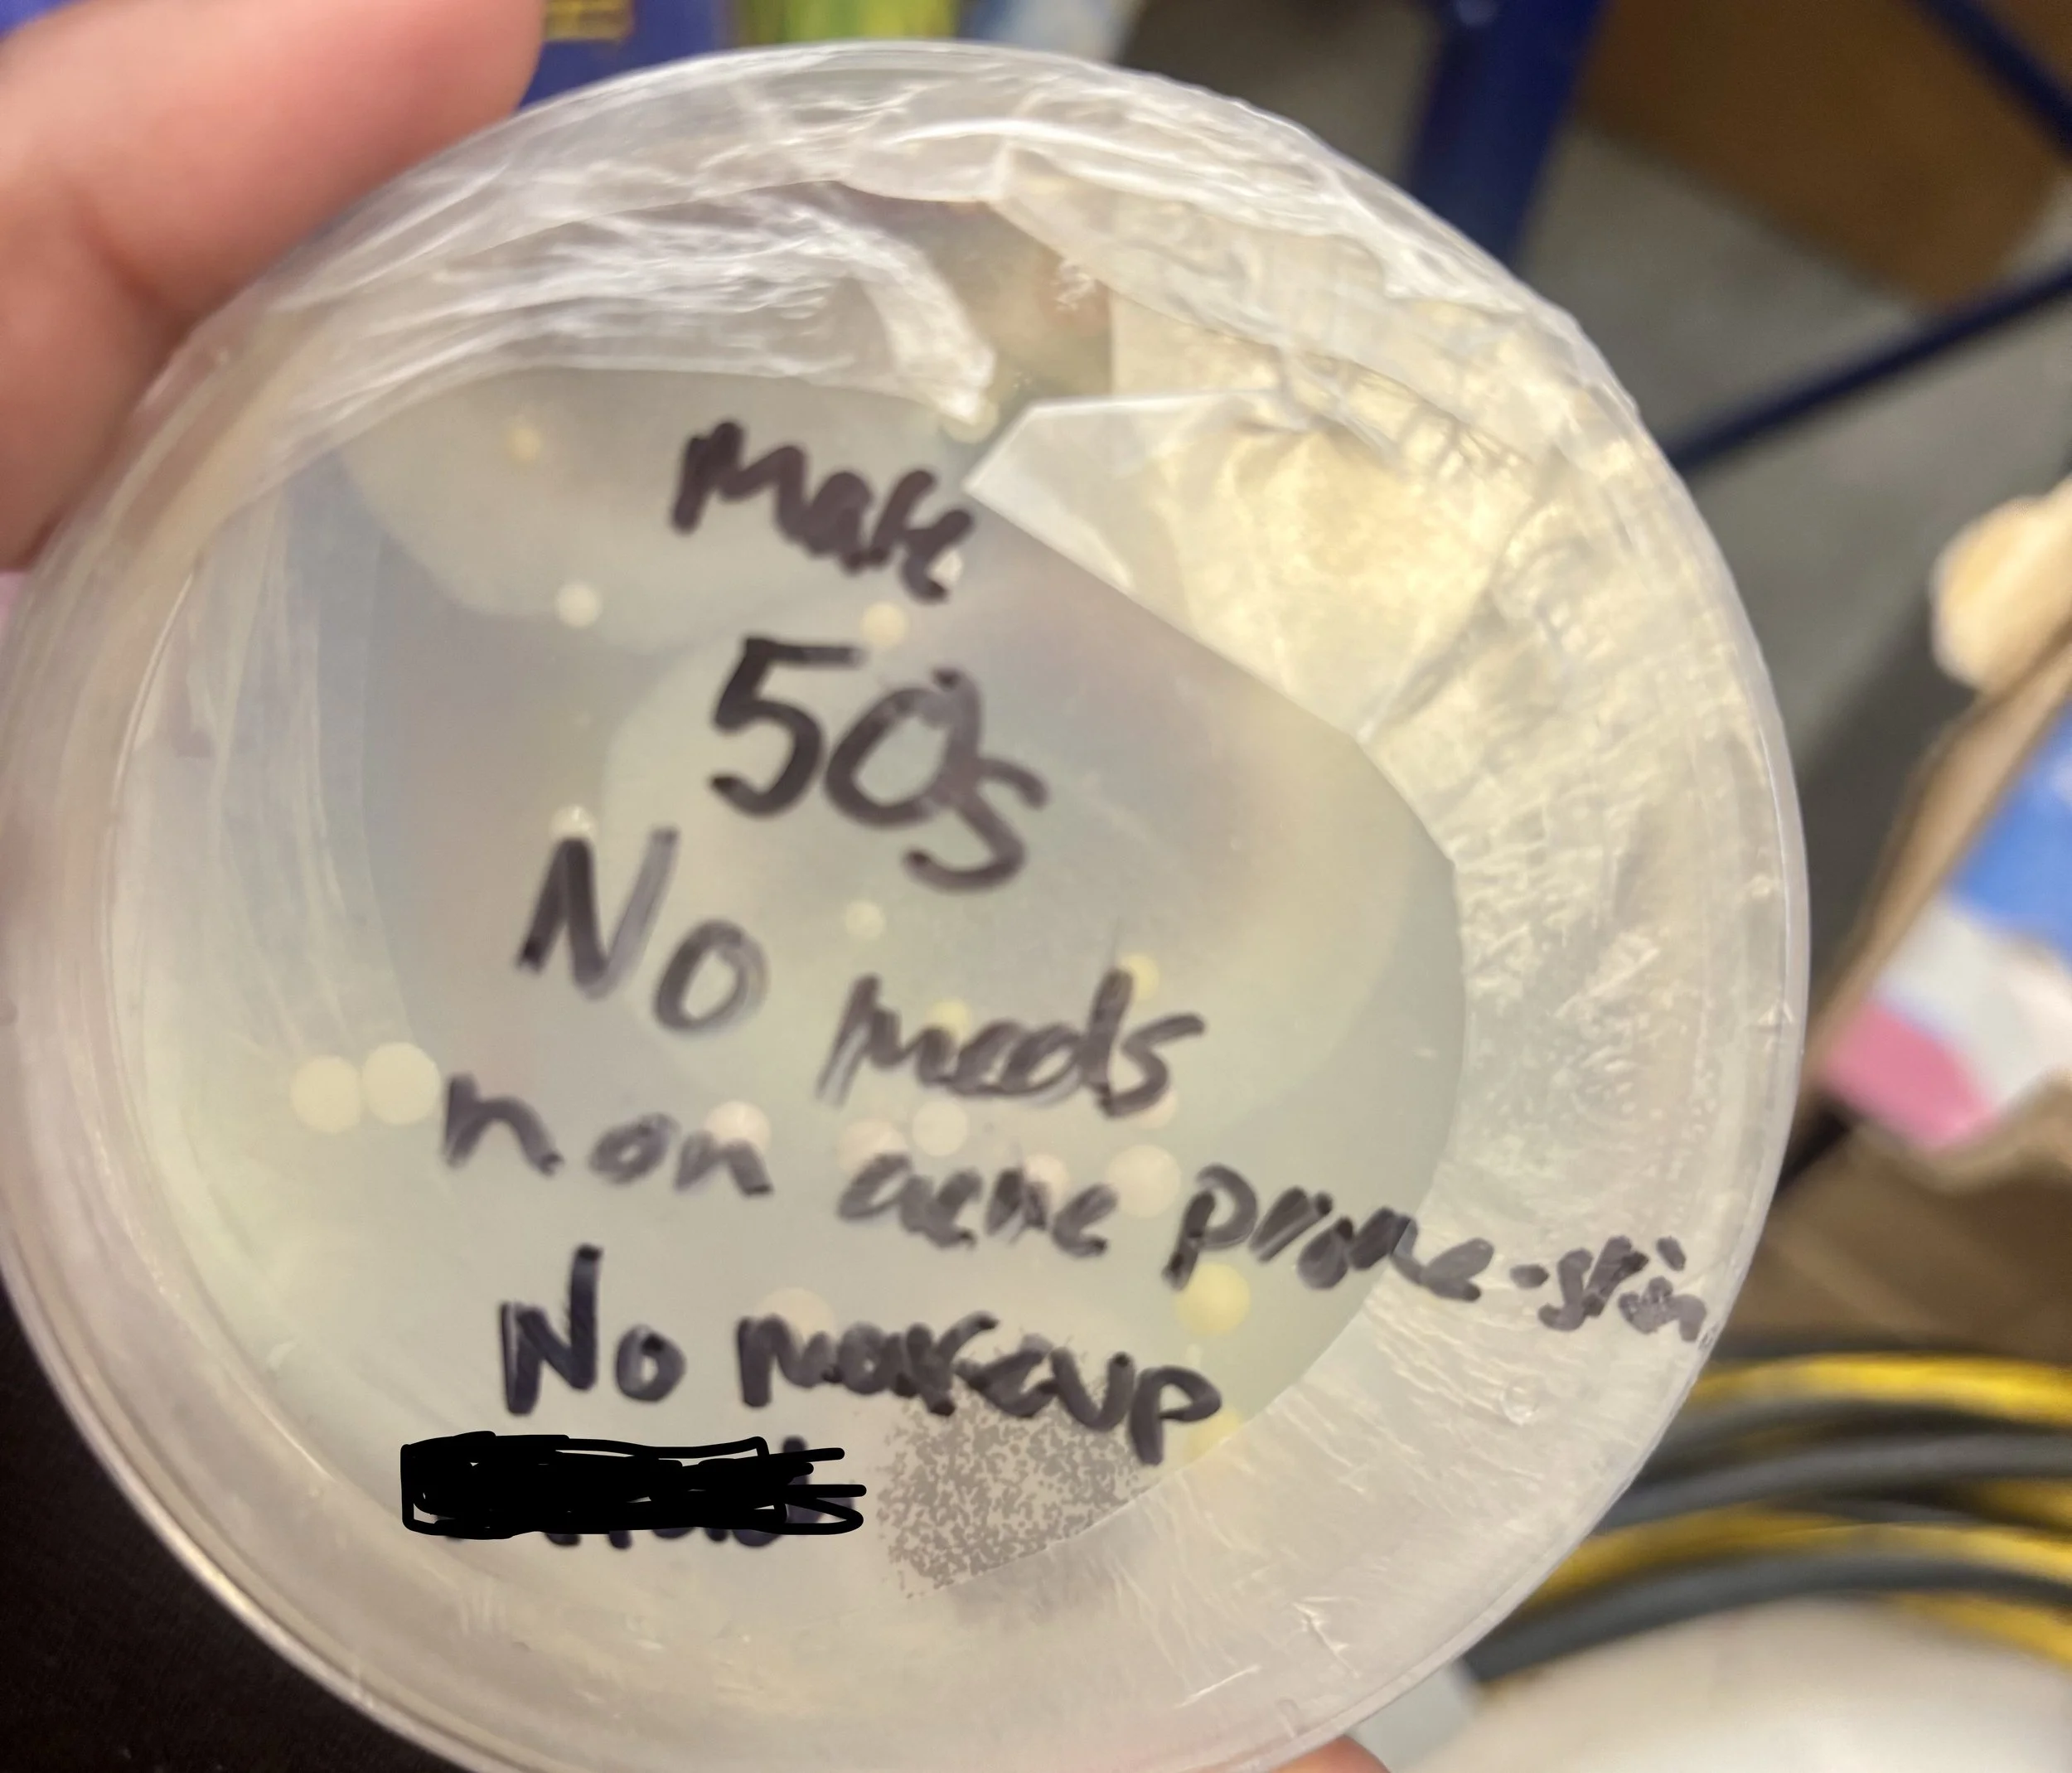 Male
50s
No meds
non acne prone-skin
No makeup